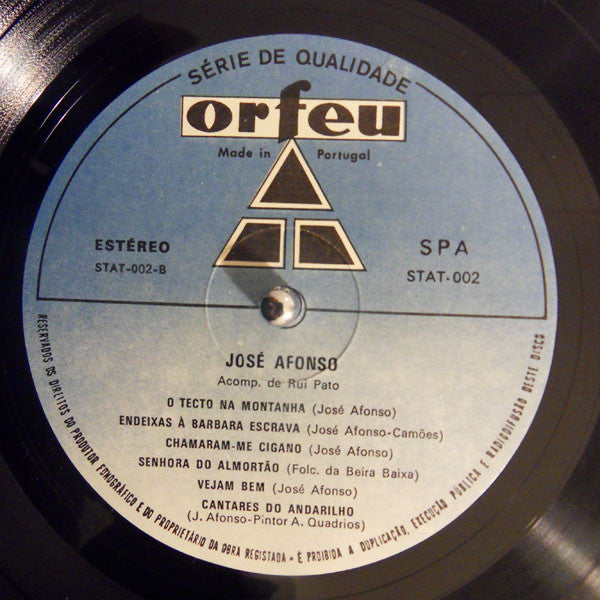 SÉRIE DE QUALIDADE
orfeu
Made in Portugal
ESTÉREO
STAT-002-B
SPA
STAT-002
JOSÉ AFONSO
Acomp. de Rui Pato
O TECTO NA MONTANHA (José Afonso)
ENDEIXAS À BARBARA ESCRAVA (José Afonso-Camões)
CHAMARAM-ME CIGANO (José Afonso)
SENHORA DO ALMORTÃO (Folc. da Beira Baixa)
VEJAM BEM (José Afonso)
CANTARES DO ANDARILHO
(J. Afonso-Pintor A. Quadrios)
RESERVADOS OS DIREITOS DO PRODUTOR FONOGRÁFICO E DO PROPRIETÁRIO DA OBRA REGISTADA - É PROIBIDA A DUPLICAÇÃO, EXECUÇÃO PÚBLICA E RADIODIFUSÃO DESTE DISCO